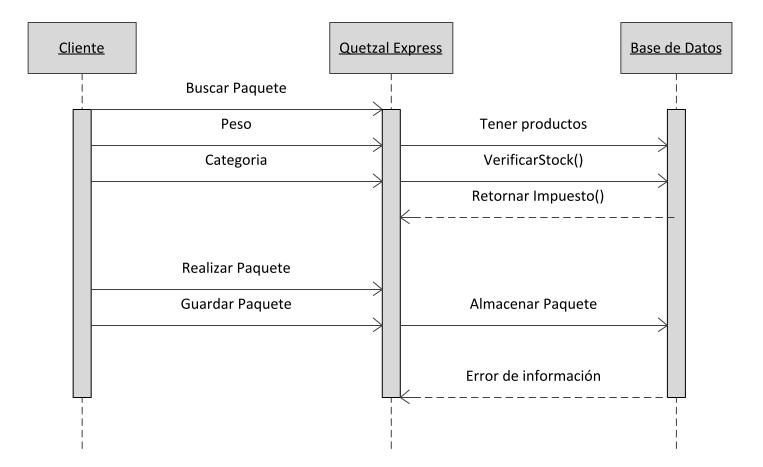 Cliente
Quetzal Express
Base de Datos
Buscar Paquete
Peso
Tener productos
Categoria
VerificarStock()
Retornar Impuesto()
Realizar Paquete
Guardar Paquete
Almacenar Paquete
Error de información